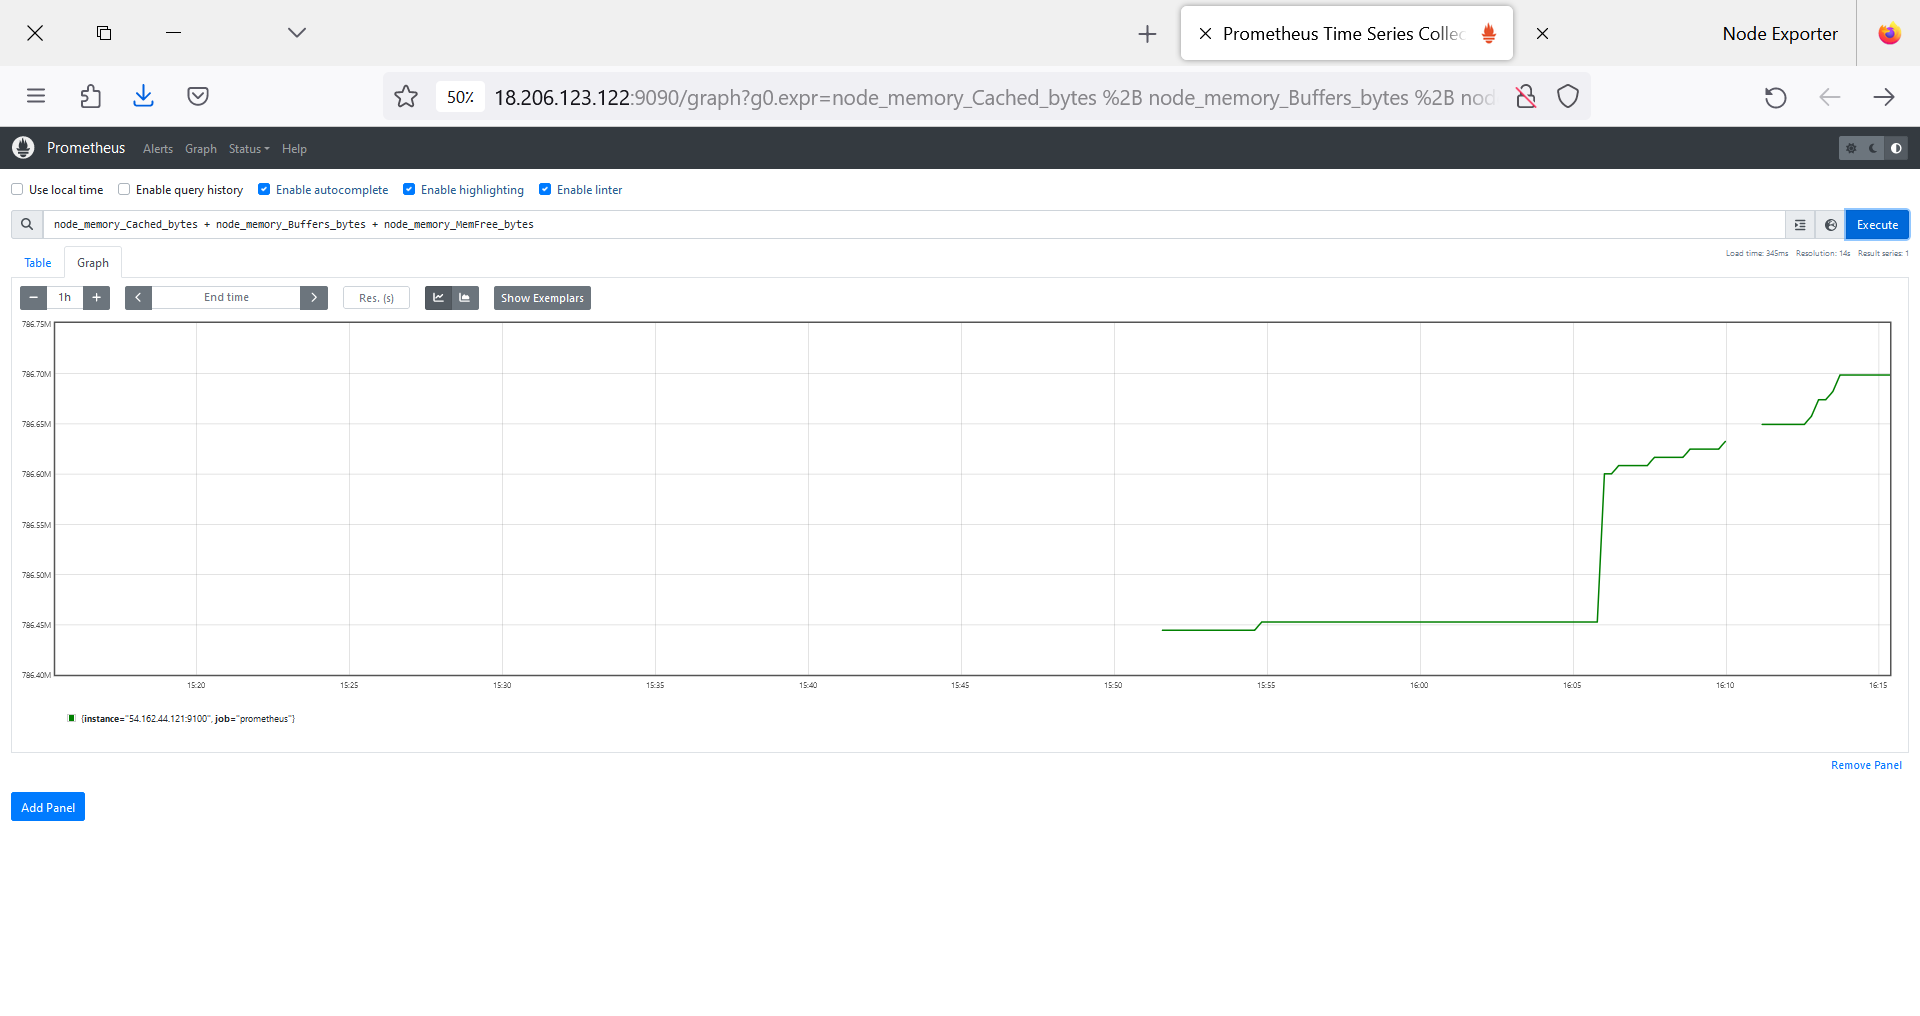 Prometheus Time Series Collec
Node Exporter
50%
18.206.123.122:9090/graph?g0.expr=node_memory_Cached_bytes %2B node_memory_Buffers_bytes %2B nod
Prometheus Alerts Graph Status Help
Use local time Enable query history Enable autocomplete Enable highlighting Enable linter
node_memory_Cached_bytes + node_memory_Buffers_bytes + node_memory_MemFree_bytes
Execute
Table Graph
Load time: 345ms Resolution: 14s Result series: 1
− 1h + End time Res. (s) Show Exemplars
786.75M
786.70M
786.65M
786.60M
786.55M
786.50M
786.45M
786.40M
15:20 15:25 15:30 15:35 15:40 15:45 15:50 15:55 16:00 16:05 16:10 16:15
{instance="54.162.44.121:9100", job="prometheus"}
Remove Panel
Add Panel